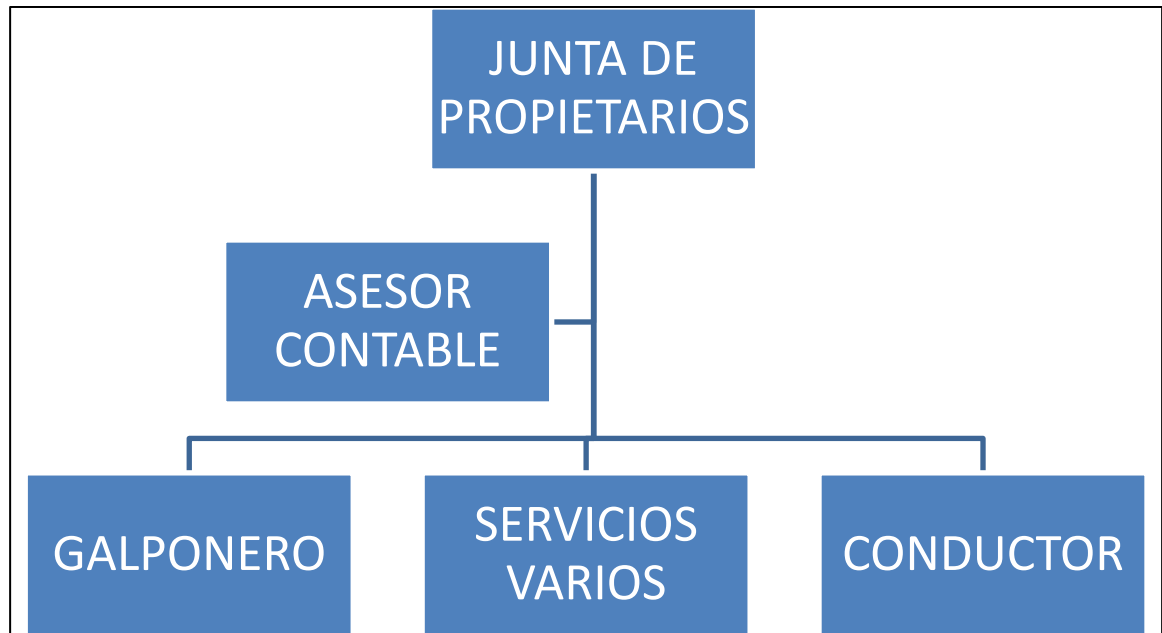 JUNTA DE
PROPIETARIOS
ASESOR
CONTABLE
GALPONERO
SERVICIOS
VARIOS
CONDUCTOR